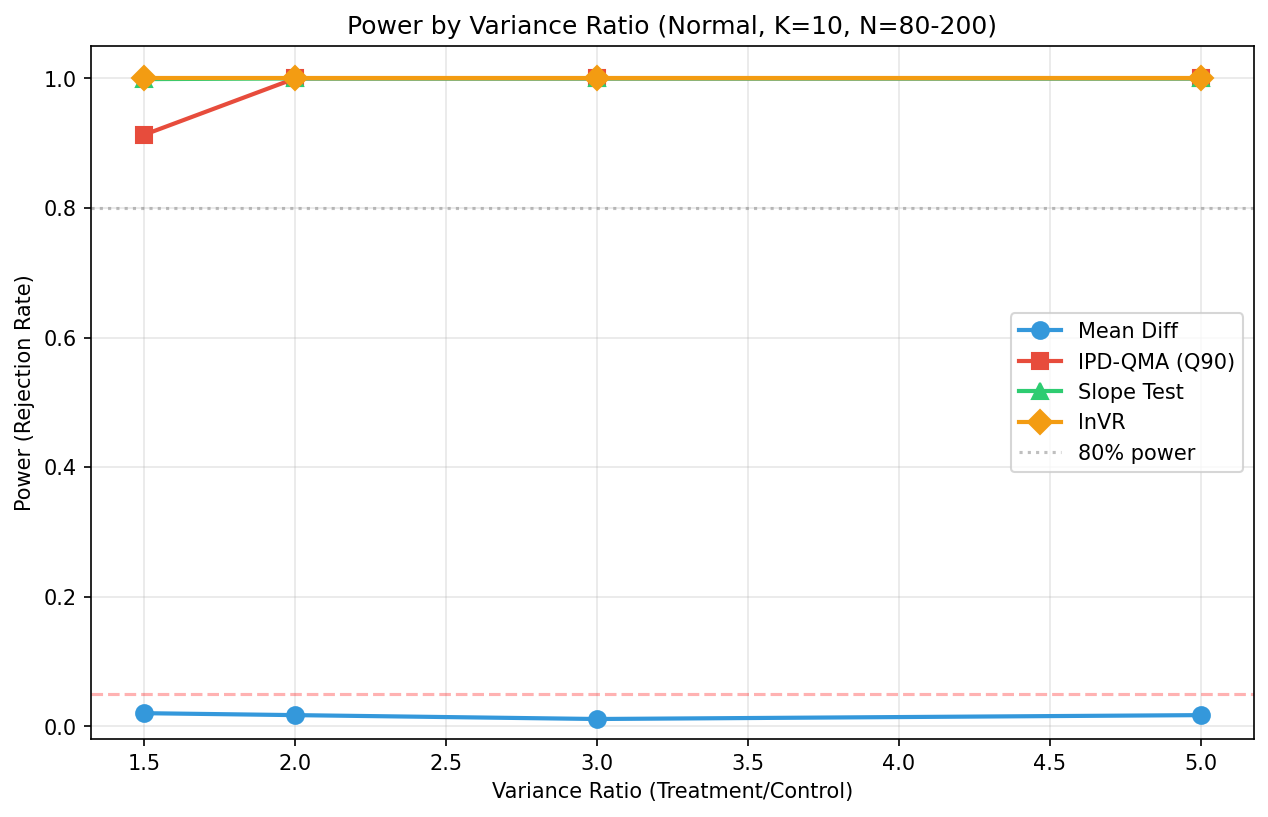 Power by Variance Ratio (Normal, K=10, N=80-200)
Power (Rejection Rate)
1.0
0.8
0.6
0.4
0.2
0.0
Mean Diff
IPD-QMA (Q90)
Slope Test
lnVR
80% power
1.5 2.0 2.5 3.0 3.5 4.0 4.5 5.0
Variance Ratio (Treatment/Control)